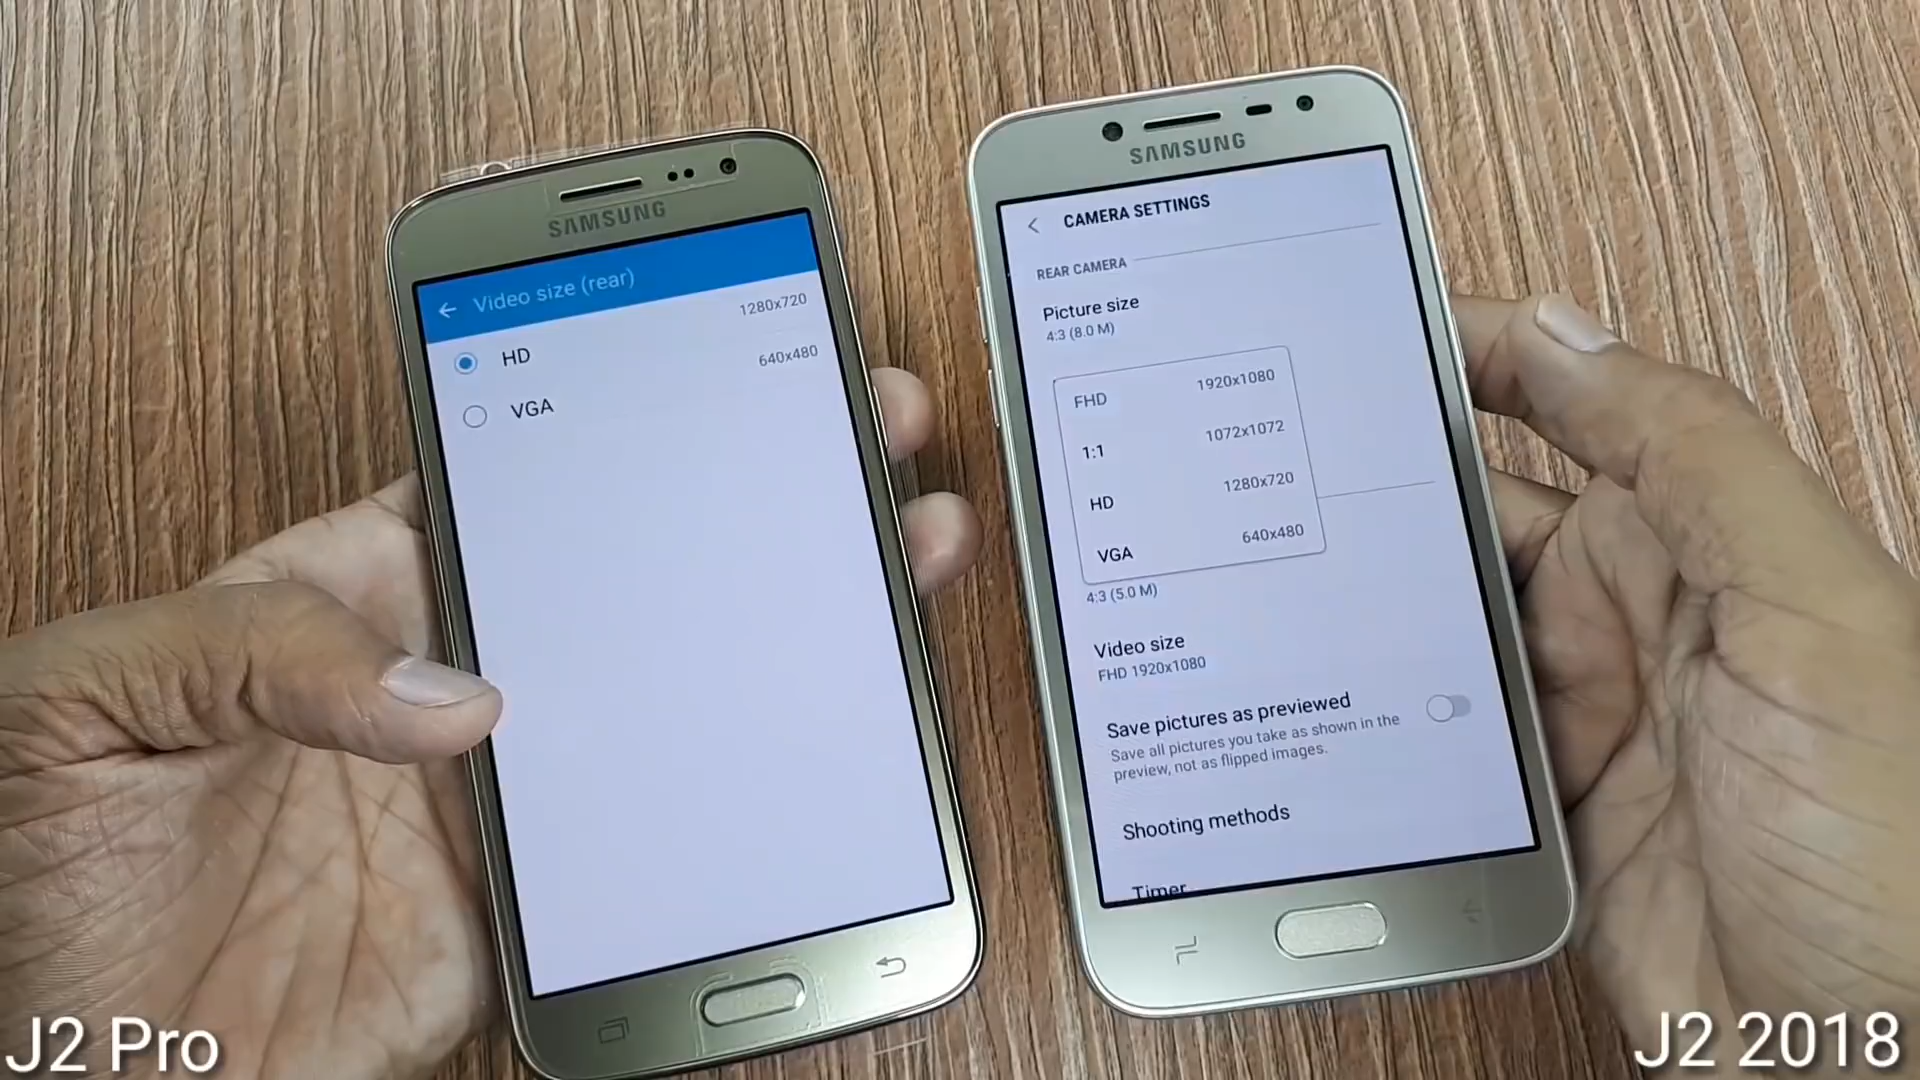 SAMSUNG
Video size (rear)
HD 1280x720
VGA 640x480
SAMSUNG
CAMERA SETTINGS
REAR CAMERA
Picture size
4:3 (8.0 M)
FHD 1920x1080
1:1 1072x1072
HD 1280x720
VGA 640x480
4:3 (5.0 M)
Video size
FHD 1920x1080
Save pictures as previewed
Save all pictures you take as shown in the
preview, not as flipped images.
Shooting methods
Timer
J2 Pro
J2 2018